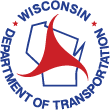 WISCONSIN
DEPARTMENT OF TRANSPORTATION